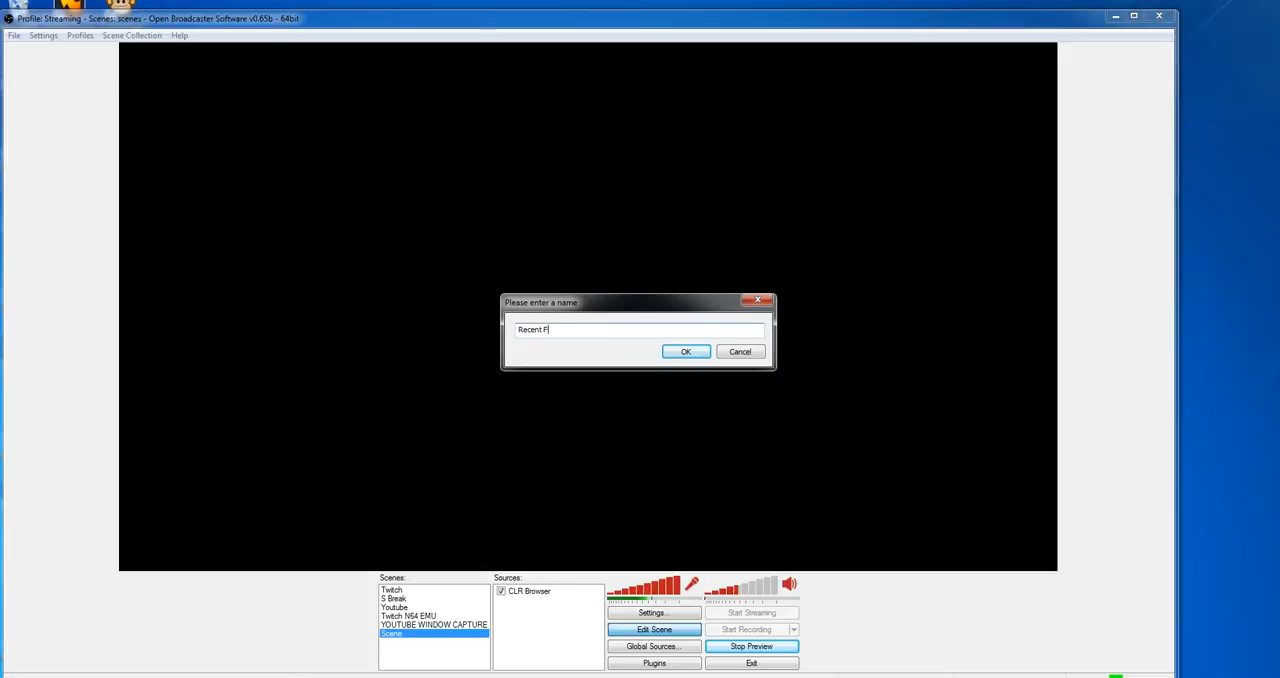 Profile: Streaming - Scenes: scenes - Open Broadcaster Software v0.65b - 64bit
File Settings Profiles Scene Collection Help
Please enter a name
Recent F
OK Cancel
Scenes:
Twitch
S Break
Youtube
Twitch N64 EMU
YOUTUBE WINDOW CAPTURE
Scene
Sources:
CLR Browser
Settings... Start Streaming
Edit Scene Start Recording
Global Sources... Stop Preview
Plugins Exit